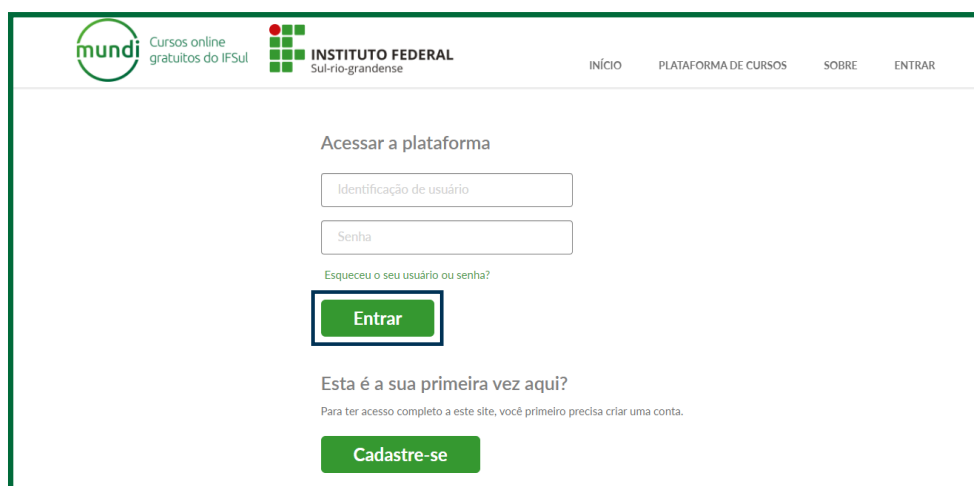 mundi
Cursos online
gratuitos do IFSul
INSTITUTO FEDERAL
Sul-rio-grandense
INÍCIO PLATAFORMA DE CURSOS SOBRE ENTRAR
Acessar a plataforma
Identificação de usuário
Senha
Esqueceu o seu usuário ou senha?
Entrar
Esta é a sua primeira vez aqui?
Para ter acesso completo a este site, você primeiro precisa criar uma conta.
Cadastre-se